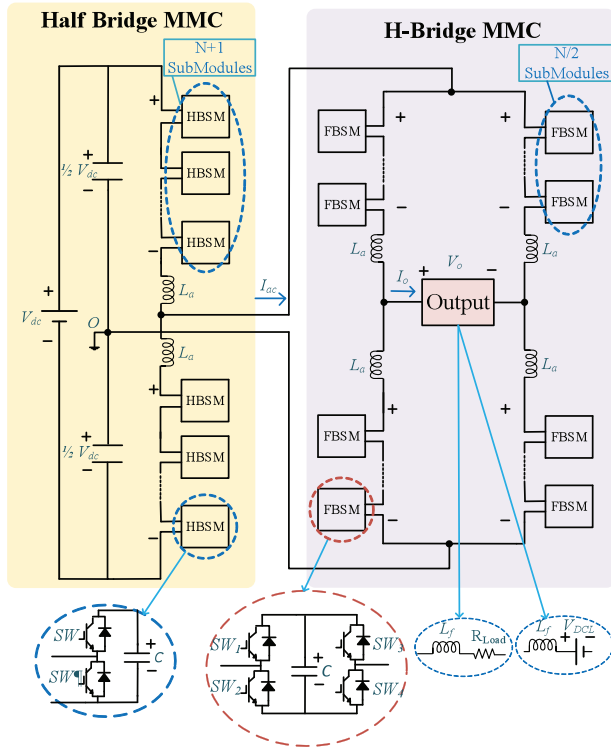 Half Bridge MMC
H-Bridge MMC
N+1
SubModules
N/2
SubModules
+
HBSM
HBSM
HBSM
−
+
½ Vdc
−
+
Vdc
−
O
La
La
Iac
+
HBSM
HBSM
HBSM
−
+
½ Vdc
−
FBSM
FBSM
+
−
La
+
−
FBSM
FBSM
La
Io
+
Vo
−
Output
La
La
FBSM
FBSM
+
−
+
−
FBSM
FBSM
SW
SW¶
+
−
C
SW1
SW2
+
−
C
SW3
SW4
Lf
RLoad
Lf
+
VDCL